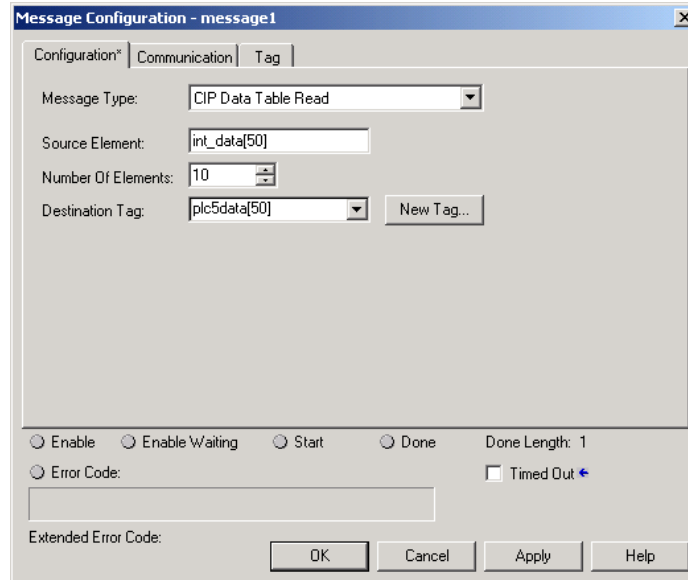 Message Configuration - message1
Configuration* Communication Tag
Message Type: CIP Data Table Read
Source Element: int_data[50]
Number Of Elements: 10
Destination Tag: plc5data[50] New Tag...
Enable Enable Waiting Start Done Done Length: 1
Error Code: Timed Out
Extended Error Code:
OK Cancel Apply Help